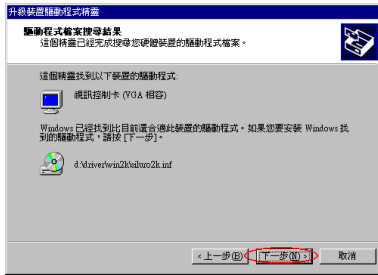 升級裝置驅動程式精靈
驅動程式檔案搜尋結果
這個精靈已經完成搜尋您硬體裝置的驅動程式檔案。
這個精靈找到以下裝置的驅動程式:
視訊控制卡 (VGA 相容)
Windows 已經找到比目前還合適此裝置的驅動程式。如果您要安裝 Windows 找
到的驅動程式，請按 [下一步]。
d:\driver\win2k\siluro2k.inf
<上一步(B)
下一步(N)>
取消